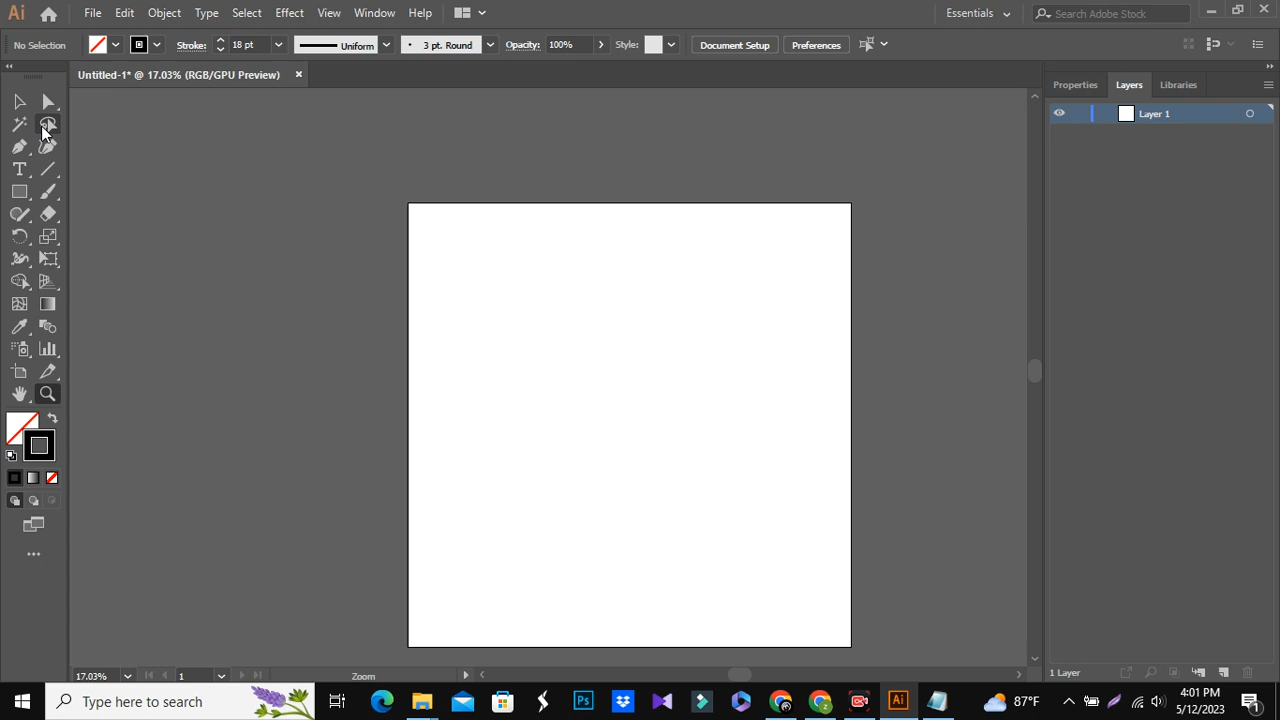 Ai File Edit Object Type Select Effect View Window Help Essentials Search Adobe Stock
No Selection Stroke: 18 pt Uniform 3 pt. Round Opacity: 100% Style: Document Setup Preferences
Untitled-1* @ 17.03% (RGB/GPU Preview) ×
Properties Layers Libraries
Layer 1
17.03% 1 Zoom
1 Layer
Type here to search Ps Ai 87°F 4:01 PM
5/12/2023